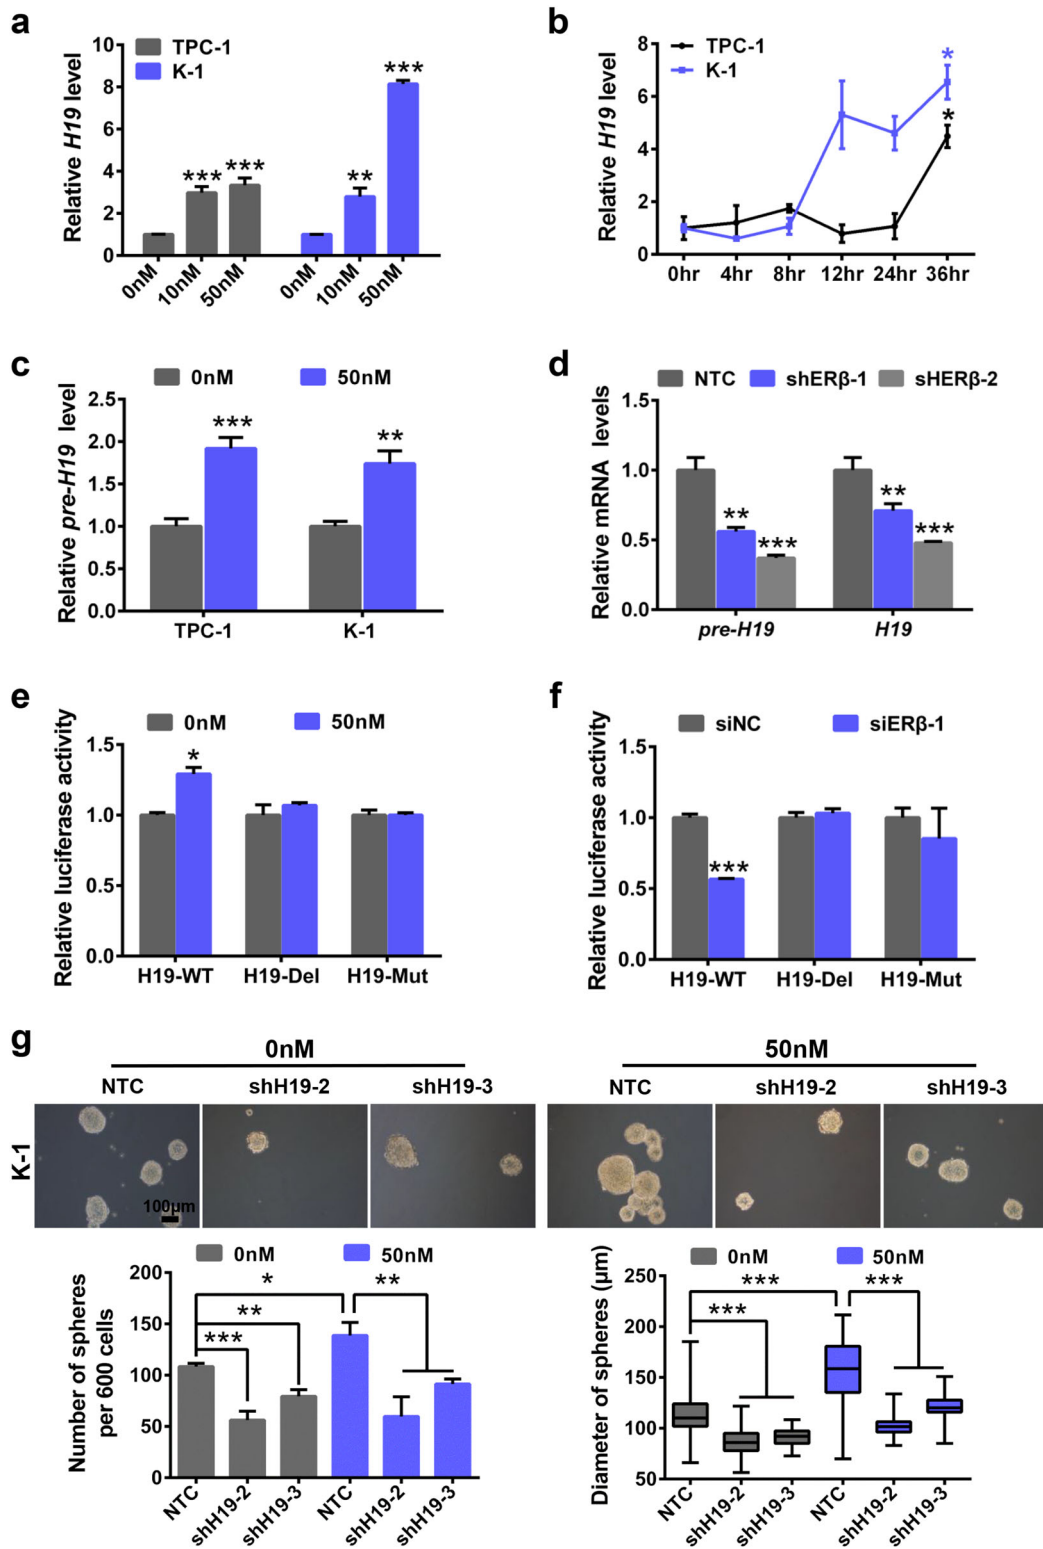 a
TPC-1
K-1
Relative H19 level
10
8
6
4
2
0
***
***
**
***
0nM
10nM
50nM
0nM
10nM
50nM
b
TPC-1
K-1
Relative H19 level
8
6
4
2
0
*
*
0hr 4hr 8hr 12hr 24hr 36hr
c
0nM 50nM
Relative pre-H19 level
2.5
2.0
1.5
1.0
0.5
0.0
***
**
TPC-1 K-1
d
NTC shERβ-1 sHERβ-2
Relative mRNA levels
1.5
1.0
0.5
0.0
**
***
**
***
pre-H19 H19
e
0nM 50nM
Relative luciferase activity
1.5
1.0
0.5
0.0
*
H19-WT H19-Del H19-Mut
f
siNC siERβ-1
Relative luciferase activity
1.5
1.0
0.5
0.0
***
H19-WT H19-Del H19-Mut
g
0nM
NTC shH19-2 shH19-3
50nM
NTC shH19-2 shH19-3
K-1
100μm
0nM 50nM
Number of spheres
per 600 cells
200
150
100
50
0
*
**
**
***
NTC
shH19-2
shH19-3
NTC
shH19-2
shH19-3
0nM 50nM
Diameter of spheres (μm)
250
200
150
100
50
***
***
***
NTC
shH19-2
shH19-3
NTC
shH19-2
shH19-3